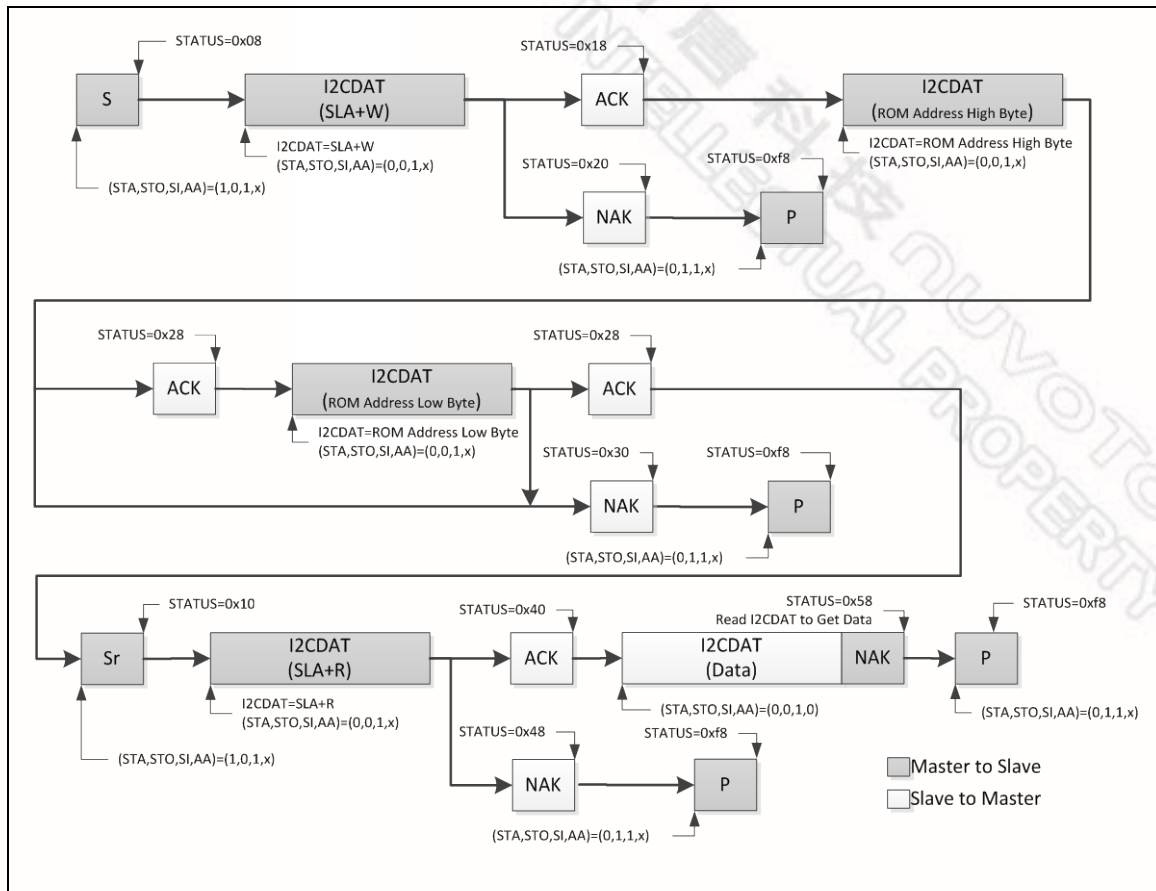 STATUS=0x08
STATUS=0x18
S
I2CDAT
(SLA+W)
ACK
I2CDAT
(ROM Address High Byte)
I2CDAT=SLA+W
(STA,STO,SI,AA)=(0,0,1,x)
I2CDAT=ROM Address High Byte
(STA,STO,SI,AA)=(0,0,1,x)
(STA,STO,SI,AA)=(1,0,1,x)
STATUS=0x20
STATUS=0xf8
NAK
P
(STA,STO,SI,AA)=(0,1,1,x)
STATUS=0x28
STATUS=0x28
ACK
I2CDAT
(ROM Address Low Byte)
ACK
I2CDAT=ROM Address Low Byte
(STA,STO,SI,AA)=(0,0,1,x)
STATUS=0x30
STATUS=0xf8
NAK
P
(STA,STO,SI,AA)=(0,1,1,x)
STATUS=0x10
STATUS=0x40
STATUS=0x58
Read I2CDAT to Get Data
STATUS=0xf8
Sr
I2CDAT
(SLA+R)
ACK
I2CDAT
(Data)
NAK
P
I2CDAT=SLA+R
(STA,STO,SI,AA)=(0,0,1,x)
(STA,STO,SI,AA)=(0,0,1,0)
(STA,STO,SI,AA)=(0,1,1,x)
(STA,STO,SI,AA)=(1,0,1,x)
STATUS=0x48
STATUS=0xf8
NAK
P
(STA,STO,SI,AA)=(0,1,1,x)
Master to Slave
Slave to Master
唐科技 nuvoTo
INTELLECTUAL PROPERTY